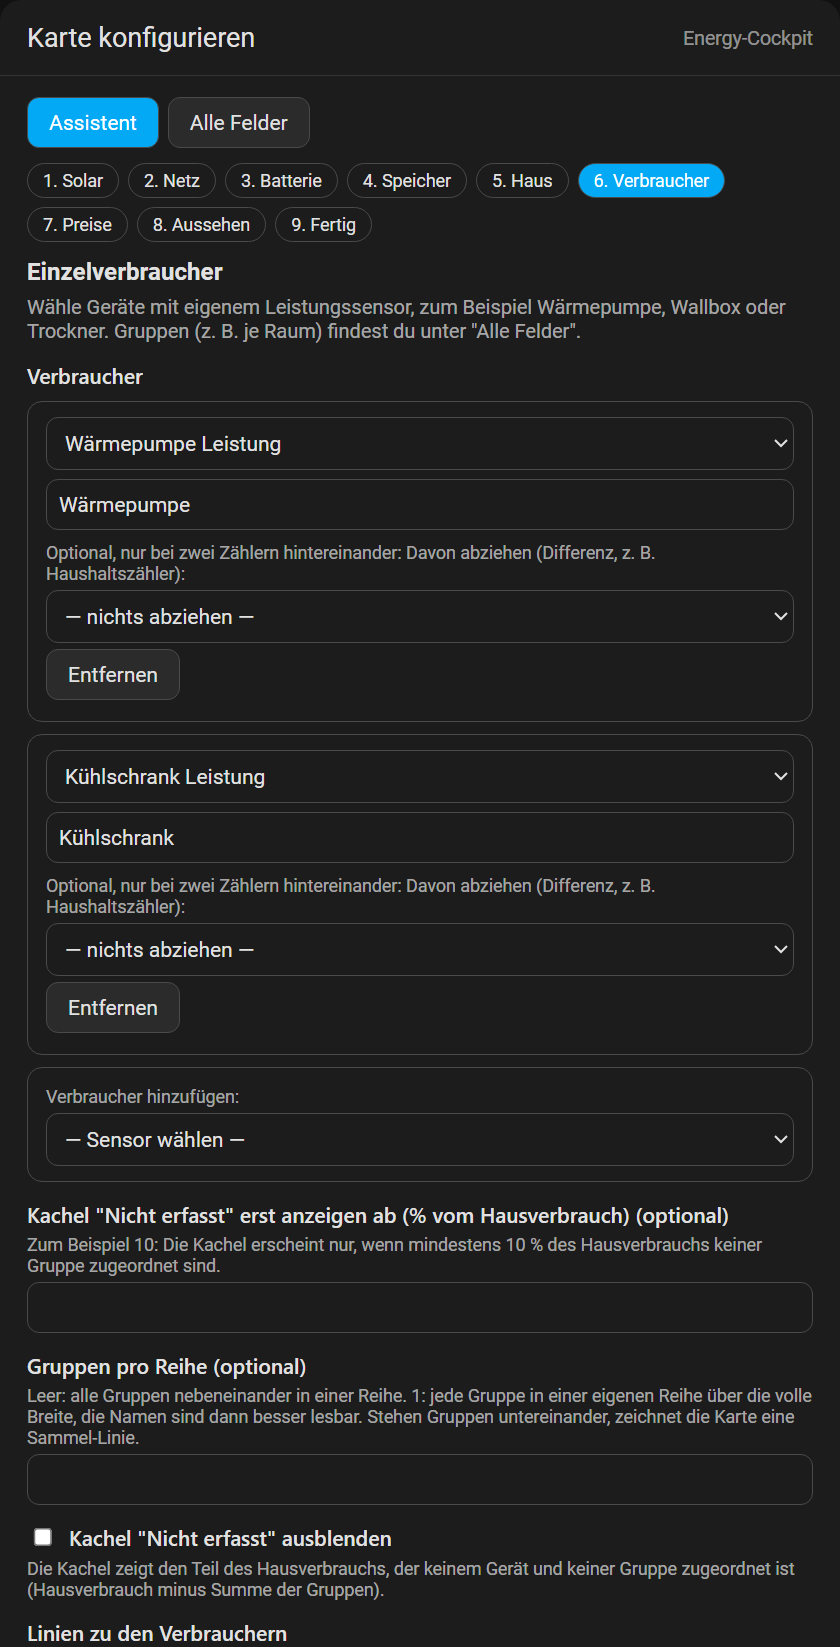 Karte konfigurieren
Energy-Cockpit
Assistent
Alle Felder
1. Solar
2. Netz
3. Batterie
4. Speicher
5. Haus
6. Verbraucher
7. Preise
8. Aussehen
9. Fertig
Einzelverbraucher
Wähle Geräte mit eigenem Leistungssensor, zum Beispiel Wärmepumpe, Wallbox oder
Trockner. Gruppen (z. B. je Raum) findest du unter "Alle Felder".
Verbraucher
Wärmepumpe Leistung
Wärmepumpe
Optional, nur bei zwei Zählern hintereinander: Davon abziehen (Differenz, z. B.
Haushaltszähler):
— nichts abziehen —
Entfernen
Kühlschrank Leistung
Kühlschrank
Optional, nur bei zwei Zählern hintereinander: Davon abziehen (Differenz, z. B.
Haushaltszähler):
— nichts abziehen —
Entfernen
Verbraucher hinzufügen:
— Sensor wählen —
Kachel "Nicht erfasst" erst anzeigen ab (% vom Hausverbrauch) (optional)
Zum Beispiel 10: Die Kachel erscheint nur, wenn mindestens 10 % des Hausverbrauchs keiner
Gruppe zugeordnet sind.
Gruppen pro Reihe (optional)
Leer: alle Gruppen nebeneinander in einer Reihe. 1: jede Gruppe in einer eigenen Reihe über die volle
Breite, die Namen sind dann besser lesbar. Stehen Gruppen untereinander, zeichnet die Karte eine
Sammel-Linie.
Kachel "Nicht erfasst" ausblenden
Die Kachel zeigt den Teil des Hausverbrauchs, der keinem Gerät und keiner Gruppe zugeordnet ist
(Hausverbrauch minus Summe der Gruppen).
Linien zu den Verbrauchern